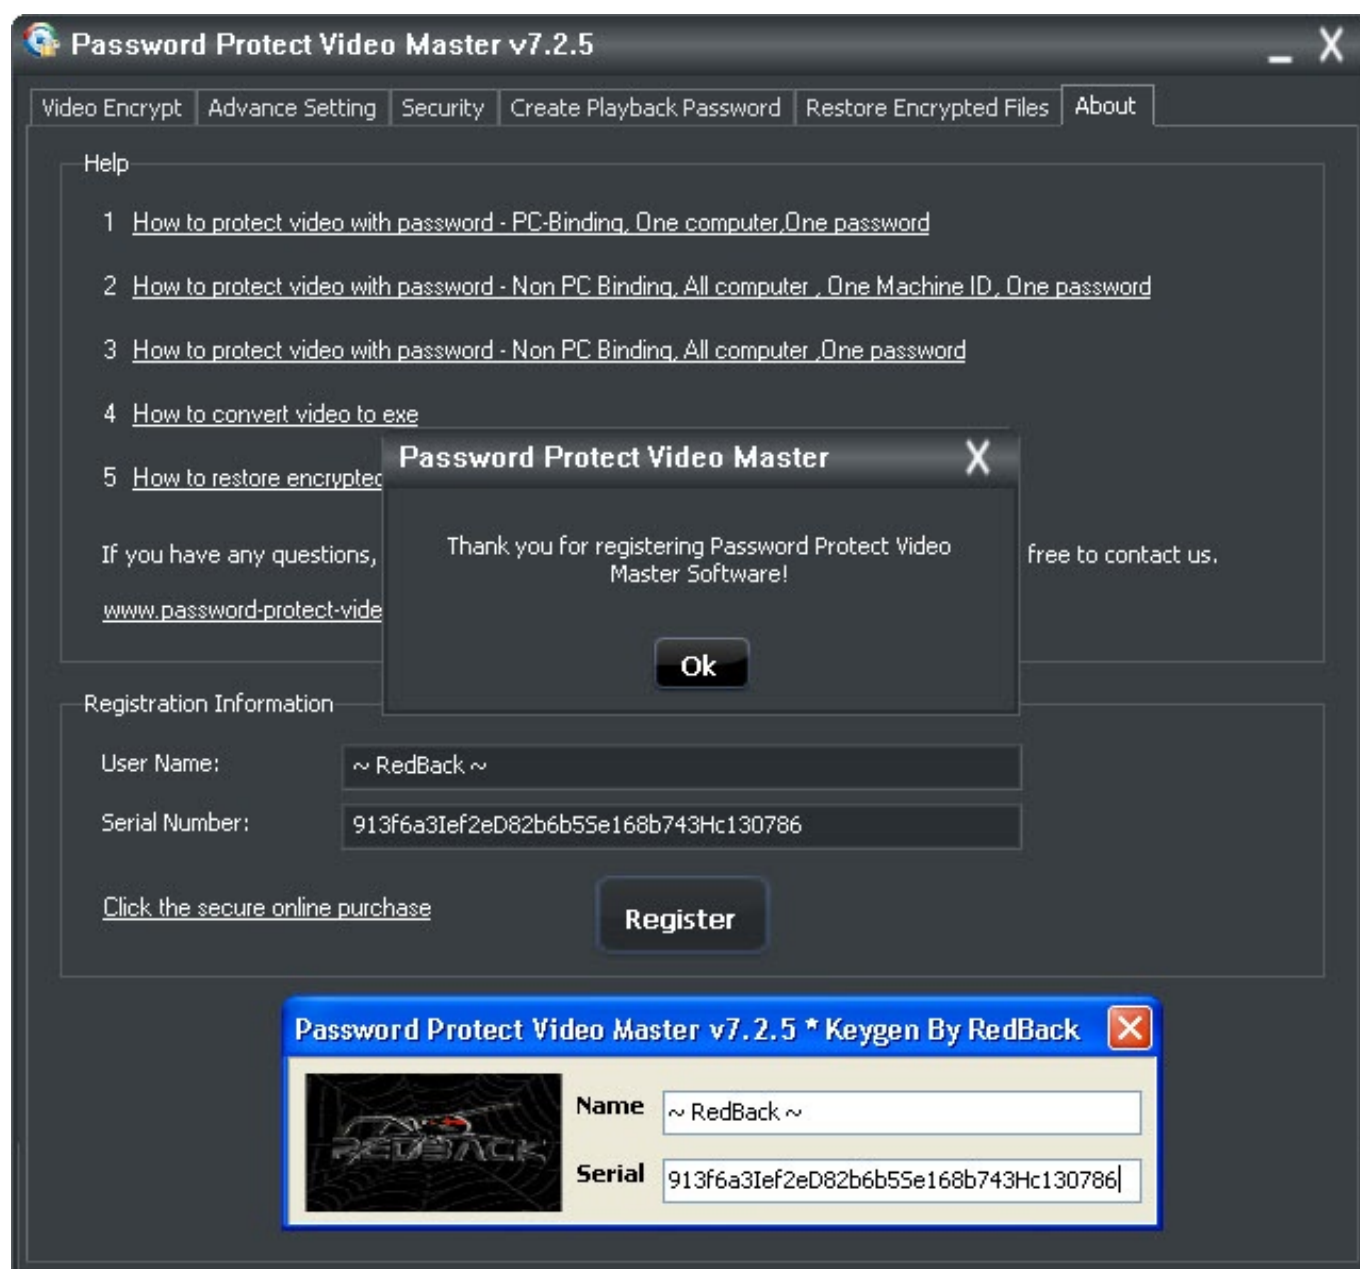 Password Protect Video Master v7.2.5
Video Encrypt Advance Setting Security Create Playback Password Restore Encrypted Files About
Help
1 How to protect video with password - PC-Binding, One computer,One password
2 How to protect video with password - Non PC Binding, All computer , One Machine ID, One password
3 How to protect video with password - Non PC Binding, All computer ,One password
4 How to convert video to exe
5 How to restore encrypted
If you have any questions, free to contact us.
www.password-protect-vide
Password Protect Video Master
Thank you for registering Password Protect Video
Master Software!
Ok
Registration Information
User Name: ~ RedBack ~
Serial Number: 913f6a3Ief2eD82b6b5Se168b743Hc130786
Click the secure online purchase
Register
Password Protect Video Master v7.2.5 * Keygen By RedBack
REDBACK
Name ~ RedBack ~
Serial 913f6a3Ief2eD82b6b5Se168b743Hc130786